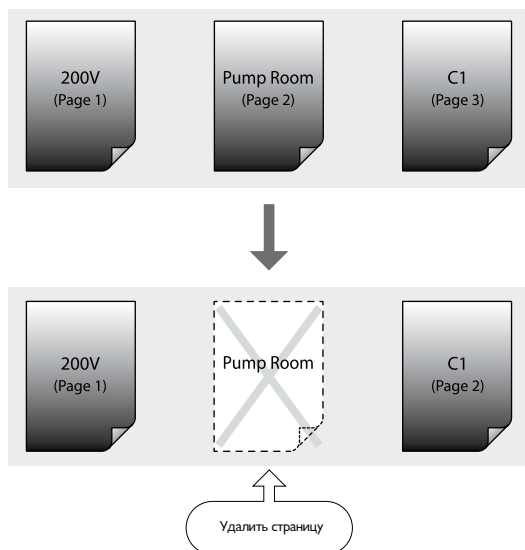 200V
(Page 1)
Pump Room
(Page 2)
C1
(Page 3)
200V
(Page 1)
Pump Room
C1
(Page 2)
Удалить страницу